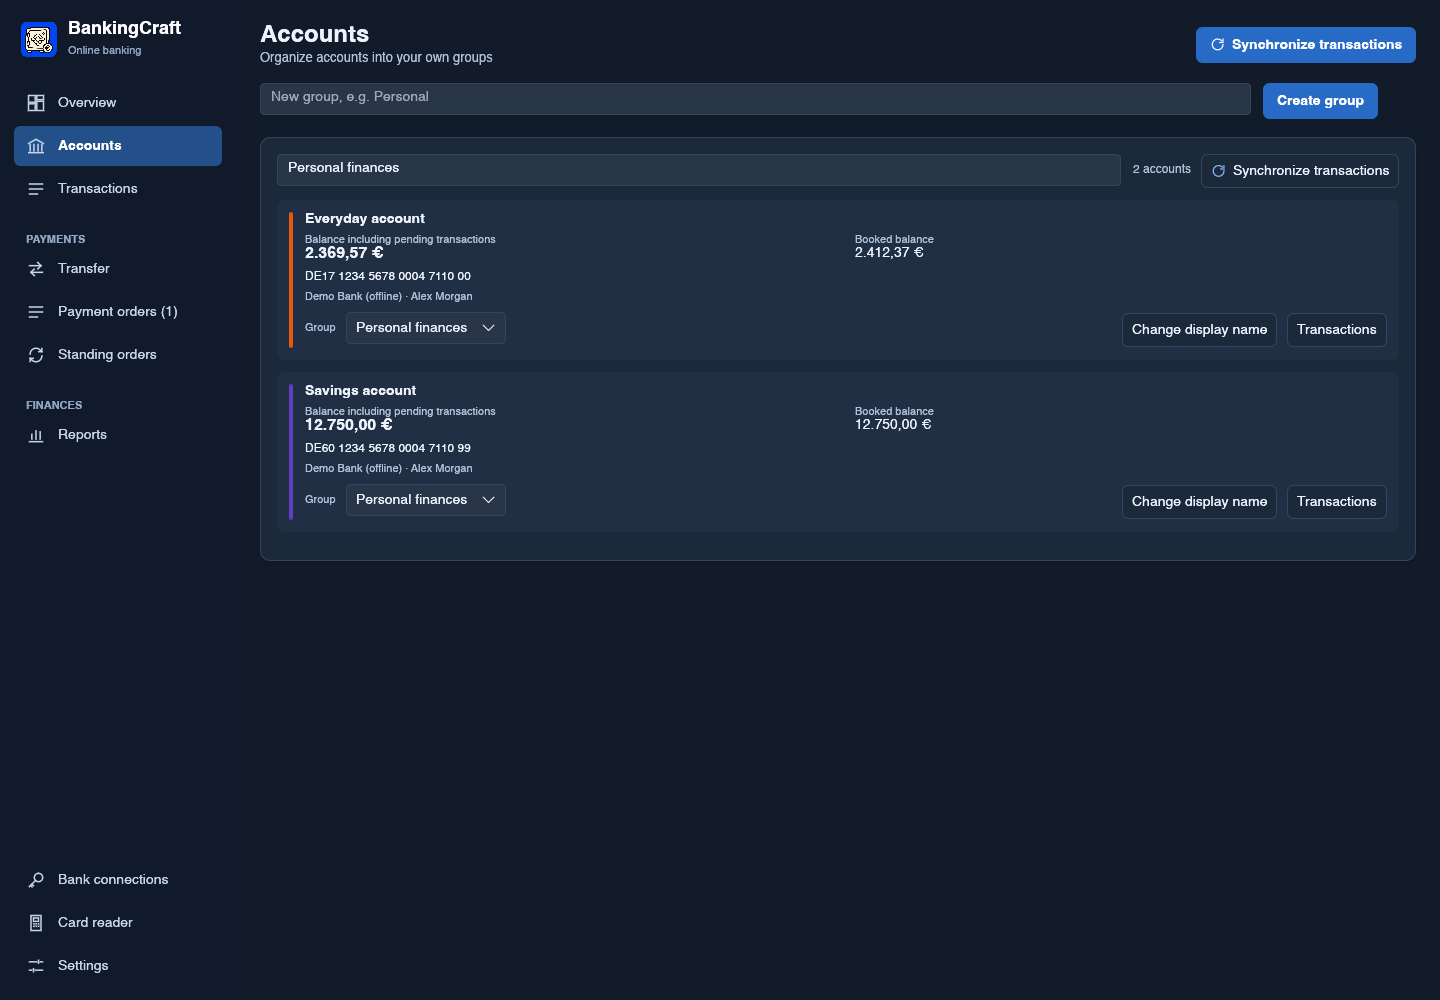 BankingCraft
Online banking
Overview
Accounts
Transactions
PAYMENTS
Transfer
Payment orders (1)
Standing orders
FINANCES
Reports
Bank connections
Card reader
Settings
Accounts
Organize accounts into your own groups
Synchronize transactions
New group, e.g. Personal
Create group
Personal finances
2 accounts
Synchronize transactions
Everyday account
Balance including pending transactions
2.369,57 €
Booked balance
2.412,37 €
DE17 1234 5678 0004 7110 00
Demo Bank (offline) · Alex Morgan
Group
Personal finances
Change display name
Transactions
Savings account
Balance including pending transactions
12.750,00 €
Booked balance
12.750,00 €
DE60 1234 5678 0004 7110 99
Demo Bank (offline) · Alex Morgan
Group
Personal finances
Change display name
Transactions